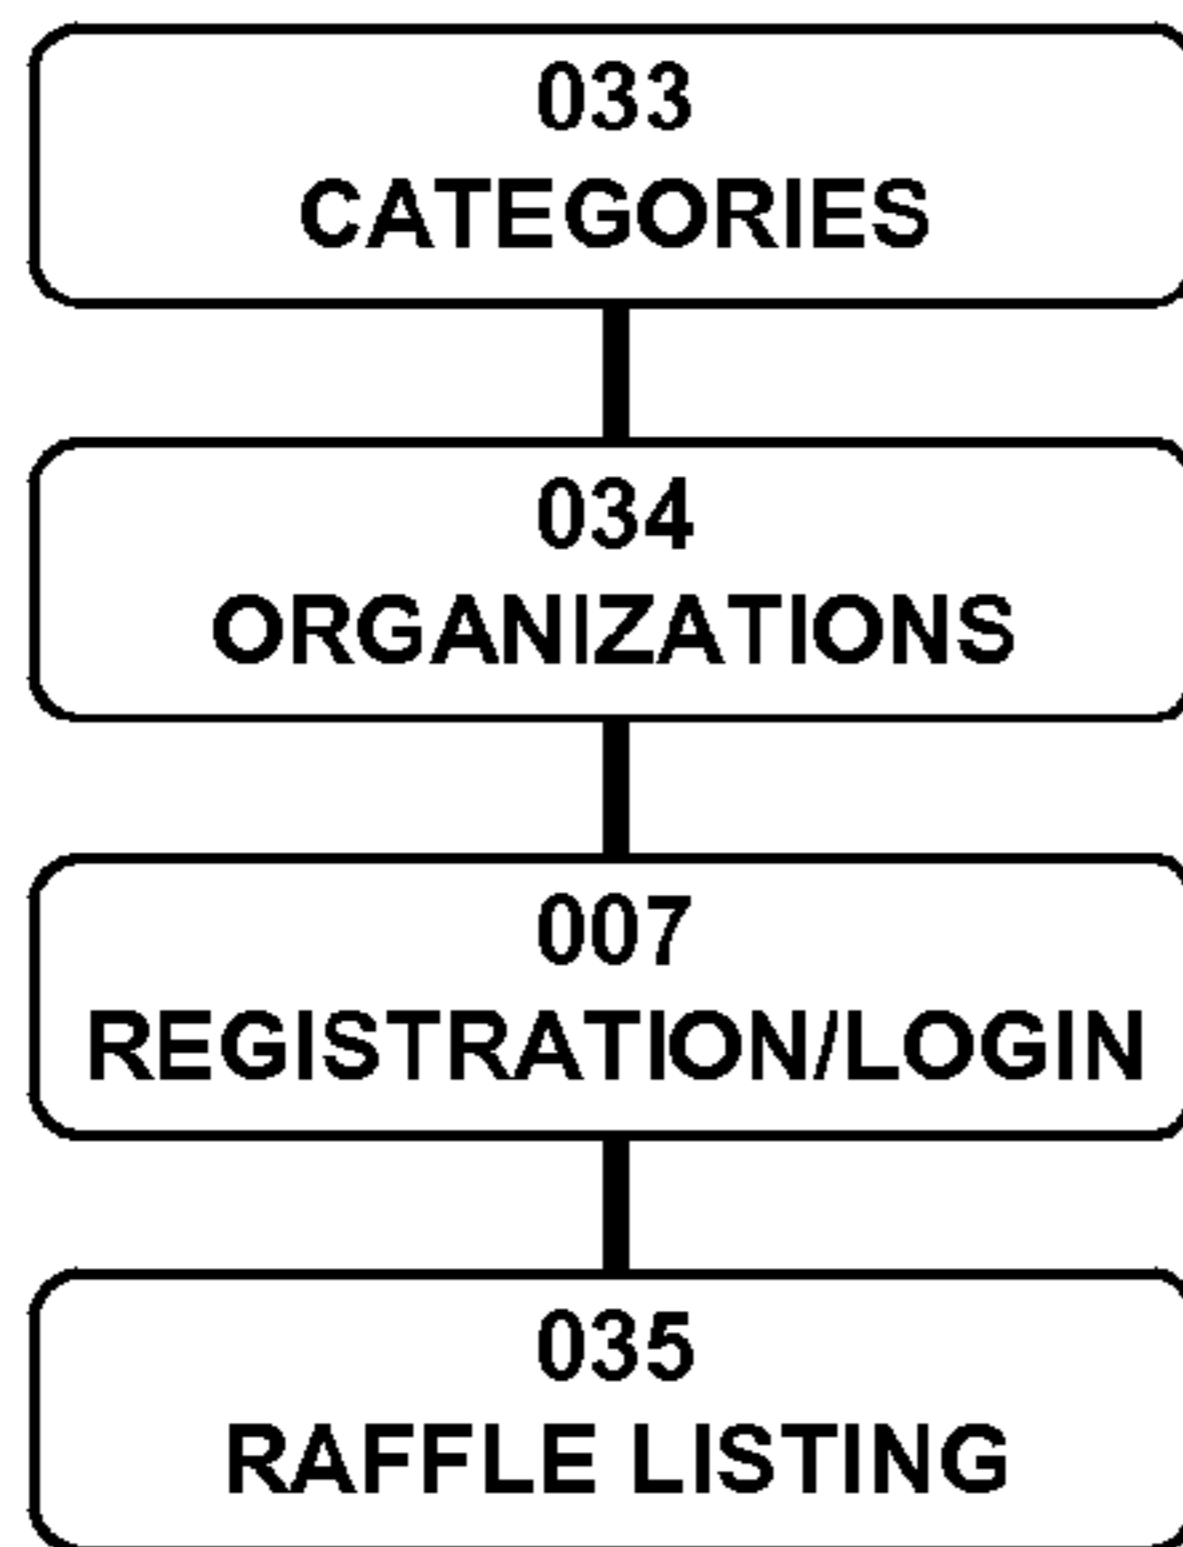 033
CATEGORIES
034
ORGANIZATIONS
007
REGISTRATION/LOGIN
035
RAFFLE LISTING